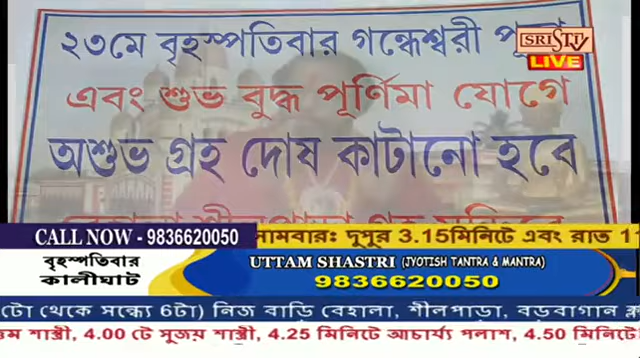 ২৩মে বৃহস্পতিবার গন্ধেশ্বরী
SRISTI TV
LIVE
এবং শুভ বুদ্ধ পূর্ণিমা যোগে
অশুভ গ্রহ দোষ কাটানো হবে
CALL NOW - 9836620050
সোমবারঃ দুপুর 3.15মিনিটে এবং রাত 11
বৃহস্পতিবার
কালীঘাট
UTTAM SHASTRI (JYOTISH TANTRA & MANTRA)
9836620050
থেকে সন্ধ্যে 6টা) নিজ বাড়ি বেহালা, শীলপাড়া, বড়বাগান
শাস্ত্রী, 4.00 টে সুজয় শাস্ত্রী, 4.25 মিনিটে আচার্য্য পলাশ, 4.50 মিনিটে